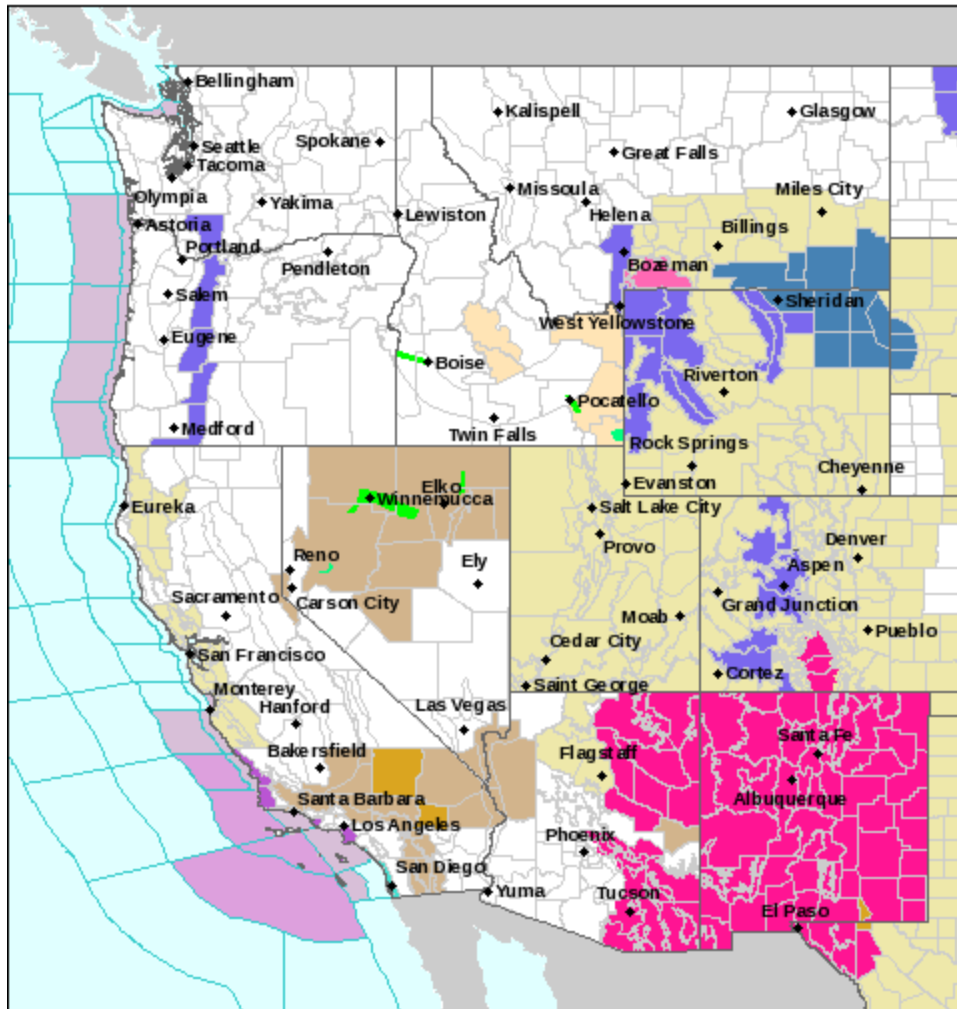 Bellingham
Kalispell
Glasgow
Seattle
Spokane
Great Falls
Tacoma
Missoula
Miles City
Olympia
Yakima
Lewiston
Helena
Astoria
Billings
Portland
Pendleton
Bozeman
Salem
Sheridan
West Yellowstone
Eugene
Boise
Riverton
Pocatello
Medford
Twin Falls
Rock Springs
Cheyenne
Evanston
Elko
Winnemucca
Eureka
Salt Lake City
Provo
Denver
Reno
Ely
Aspen
Sacramento
Carson City
Grand Junction
Moab
Pueblo
San Francisco
Cedar City
Cortez
Saint George
Monterey
Hanford
Las Vegas
Bakersfield
Flagstaff
Santa Fe
Santa Barbara
Albuquerque
Los Angeles
Phoenix
San Diego
Yuma
Tucson
El Paso